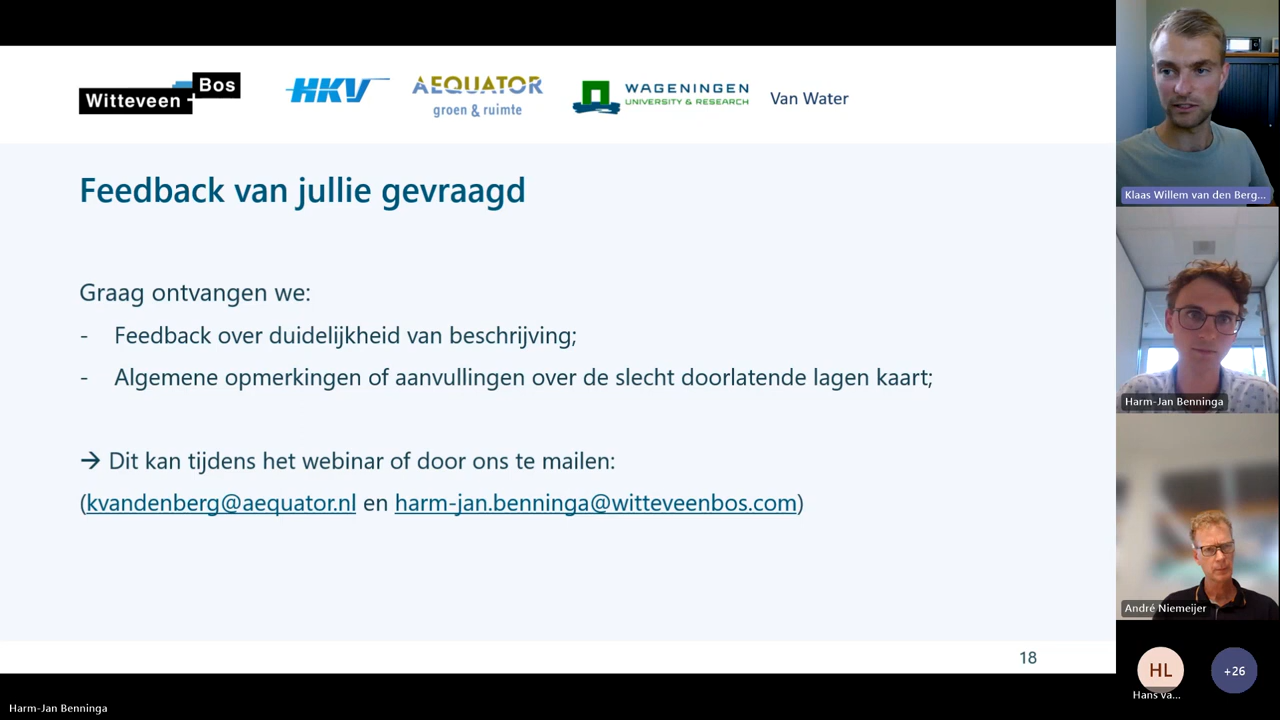 Witteveen + Bos
HKV
AEQUATOR
groen & ruimte
WAGENINGEN
UNIVERSITY & RESEARCH
Van Water
Feedback van jullie gevraagd
Graag ontvangen we:
- Feedback over duidelijkheid van beschrijving;
- Algemene opmerkingen of aanvullingen over de slecht doorlatende lagen kaart;
→ Dit kan tijdens het webinar of door ons te mailen:
(kvandenberg@aequator.nl en harm-jan.benninga@witteveenbos.com)
18
Klaas Willem van den Berg...
Harm-Jan Benninga
André Niemeijer
HL
+26
Hans va...
Harm-Jan Benninga